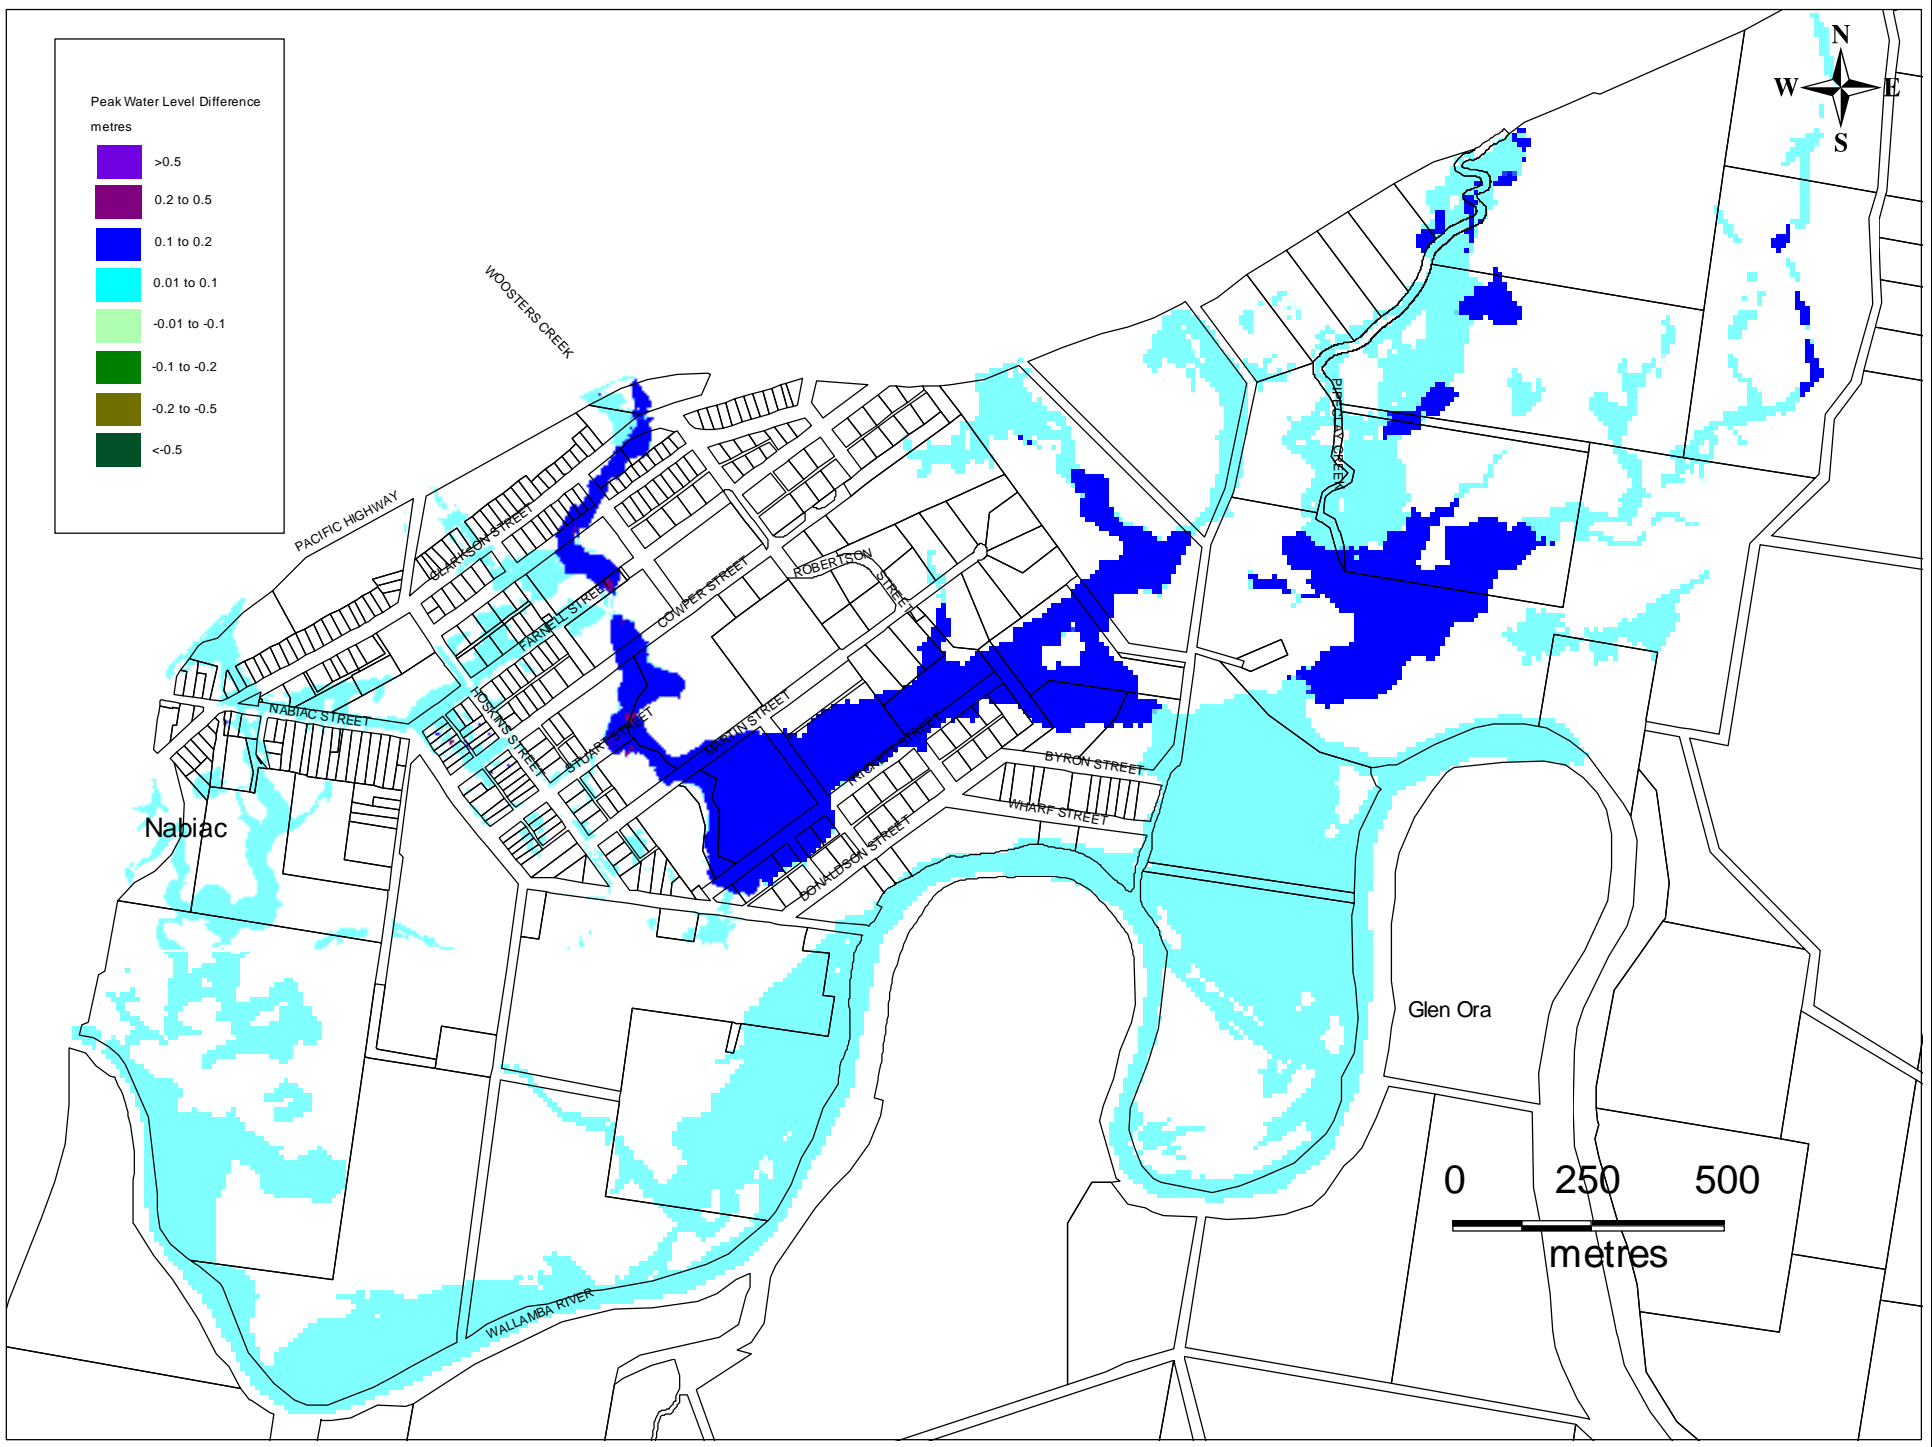 N
W E
S
Peak Water Level Difference
metres
>0.5
0.2 to 0.5
0.1 to 0.2
0.01 to 0.1
-0.01 to -0.1
-0.1 to -0.2
-0.2 to -0.5
<-0.5
WOOSTERS CREEK
PACIFIC HIGHWAY
CLARKSON STREET
PIPECLAY CREEK
FARNELL STREET
COWPER STREET
ROBERTSON
STREET
NABIAC STREET
HOSKINS STREET
STUART STREET
MARTIN STREET
BYRON STREET
WHARF STREET
DONALDSON STREET
Nabiac
Glen Ora
WALLAMBA RIVER
0 250 500
metres